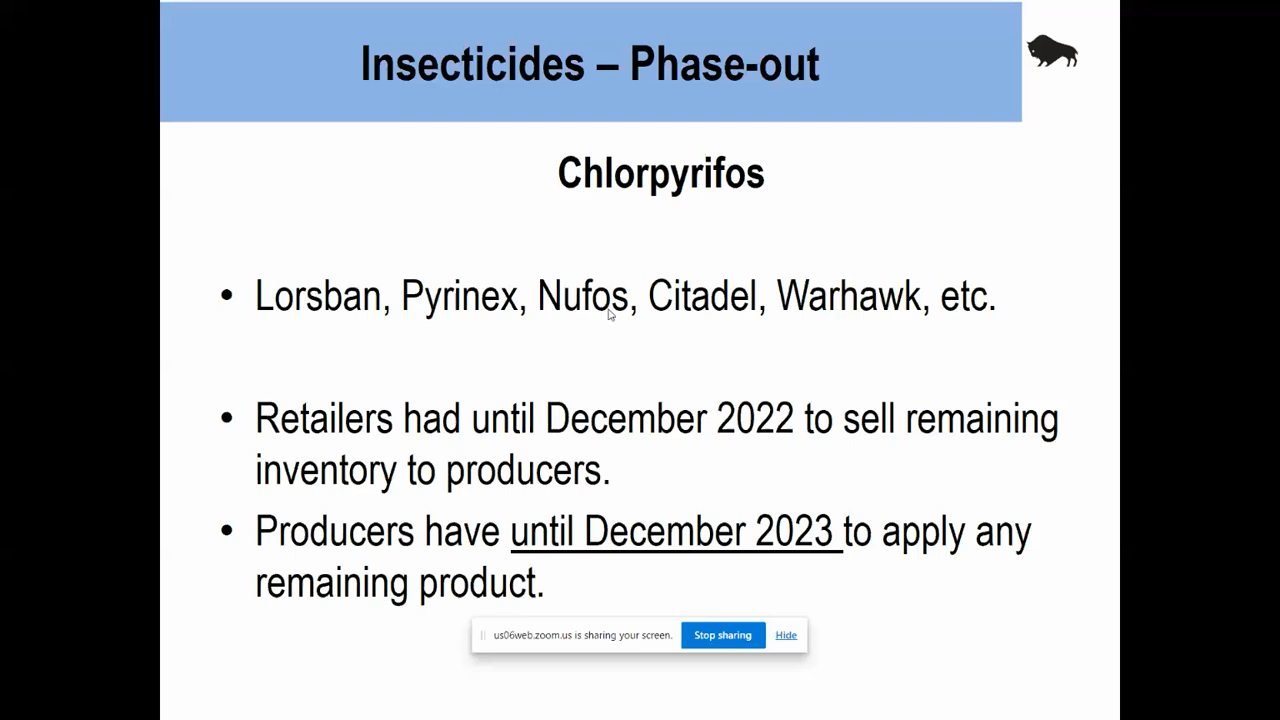 Insecticides – Phase-out
Chlorpyrifos
• Lorsban, Pyrinex, Nufos, Citadel, Warhawk, etc.
• Retailers had until December 2022 to sell remaining
inventory to producers.
• Producers have until December 2023 to apply any
remaining product.
us06web.zoom.us is sharing your screen. Stop sharing Hide